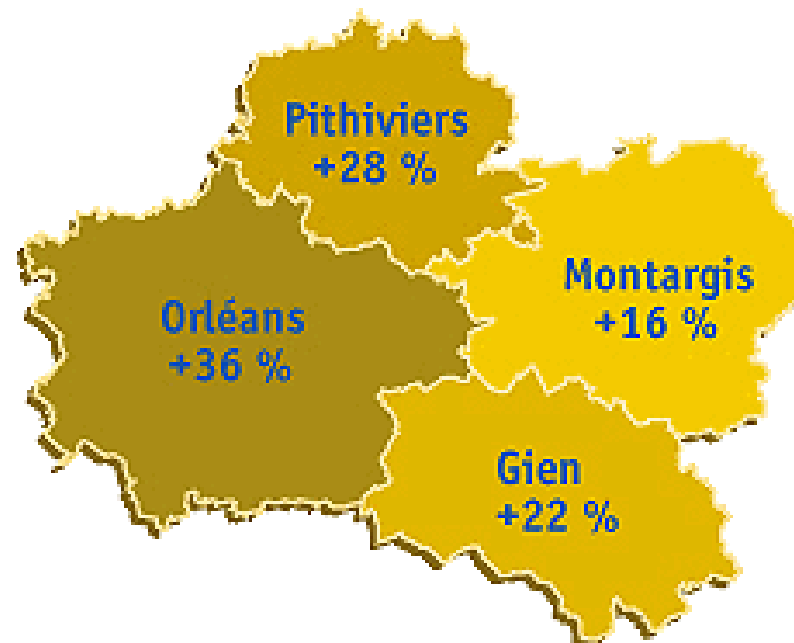 Pithiviers
+28 %
Montargis
+16 %
Orléans
+36 %
Gien
+22 %